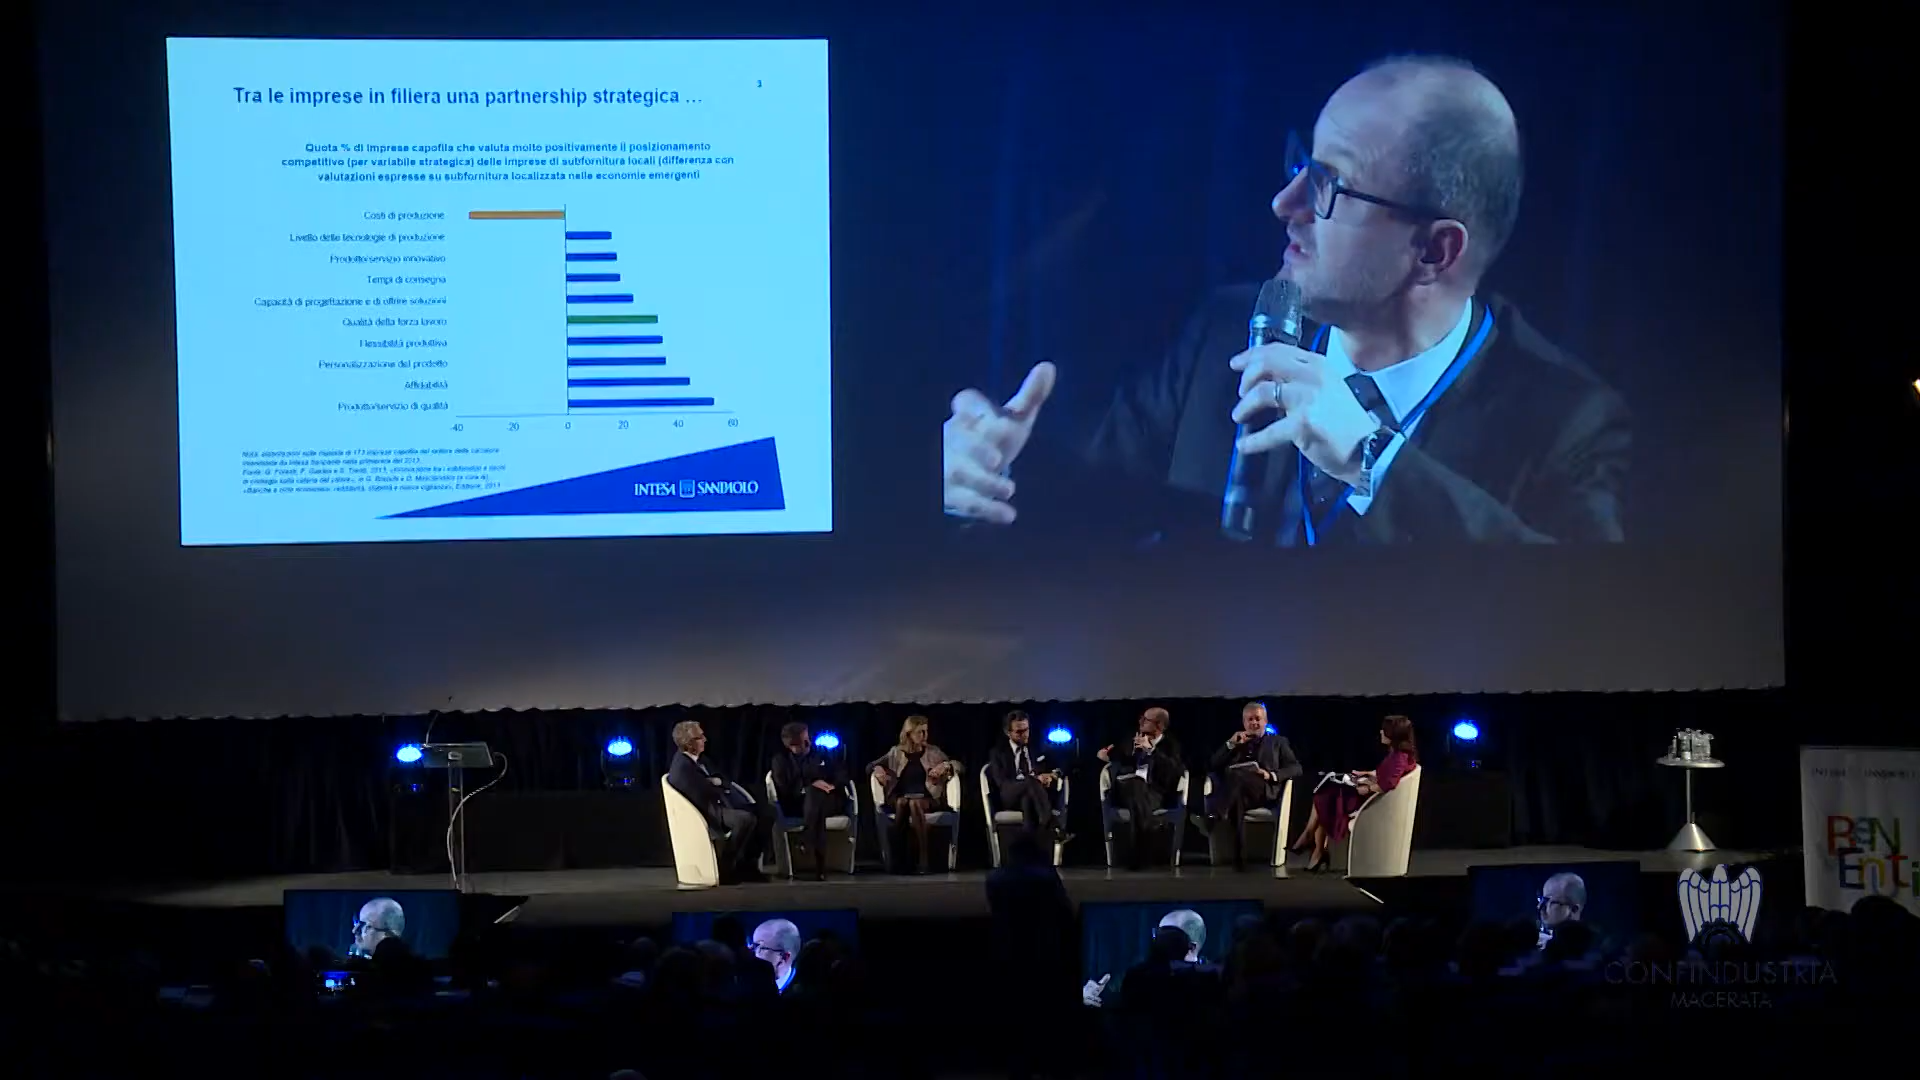 3
Tra le imprese in filiera una partnership strategica ...
Quota % di imprese capofila che valuta molto positivamente il posizionamento
competitivo (per variabile strategica) delle imprese di subfornitura locali (differenza con
valutazioni espresse su subfornitura localizzata nelle economie emergenti
Costi di produzione
Livello delle tecnologie di produzione
Prodotto/servizio innovativo
Tempi di consegna
Capacità di progettazione e di offrire soluzioni
Qualità della forza lavoro
Flessibilità produttiva
Personalizzazione del prodotto
Affidabilità
Prodotto/servizio di qualità
-40 -20 0 20 40 60
INTESA SANPAOLO
CONFINDUSTRIA
MACERATA